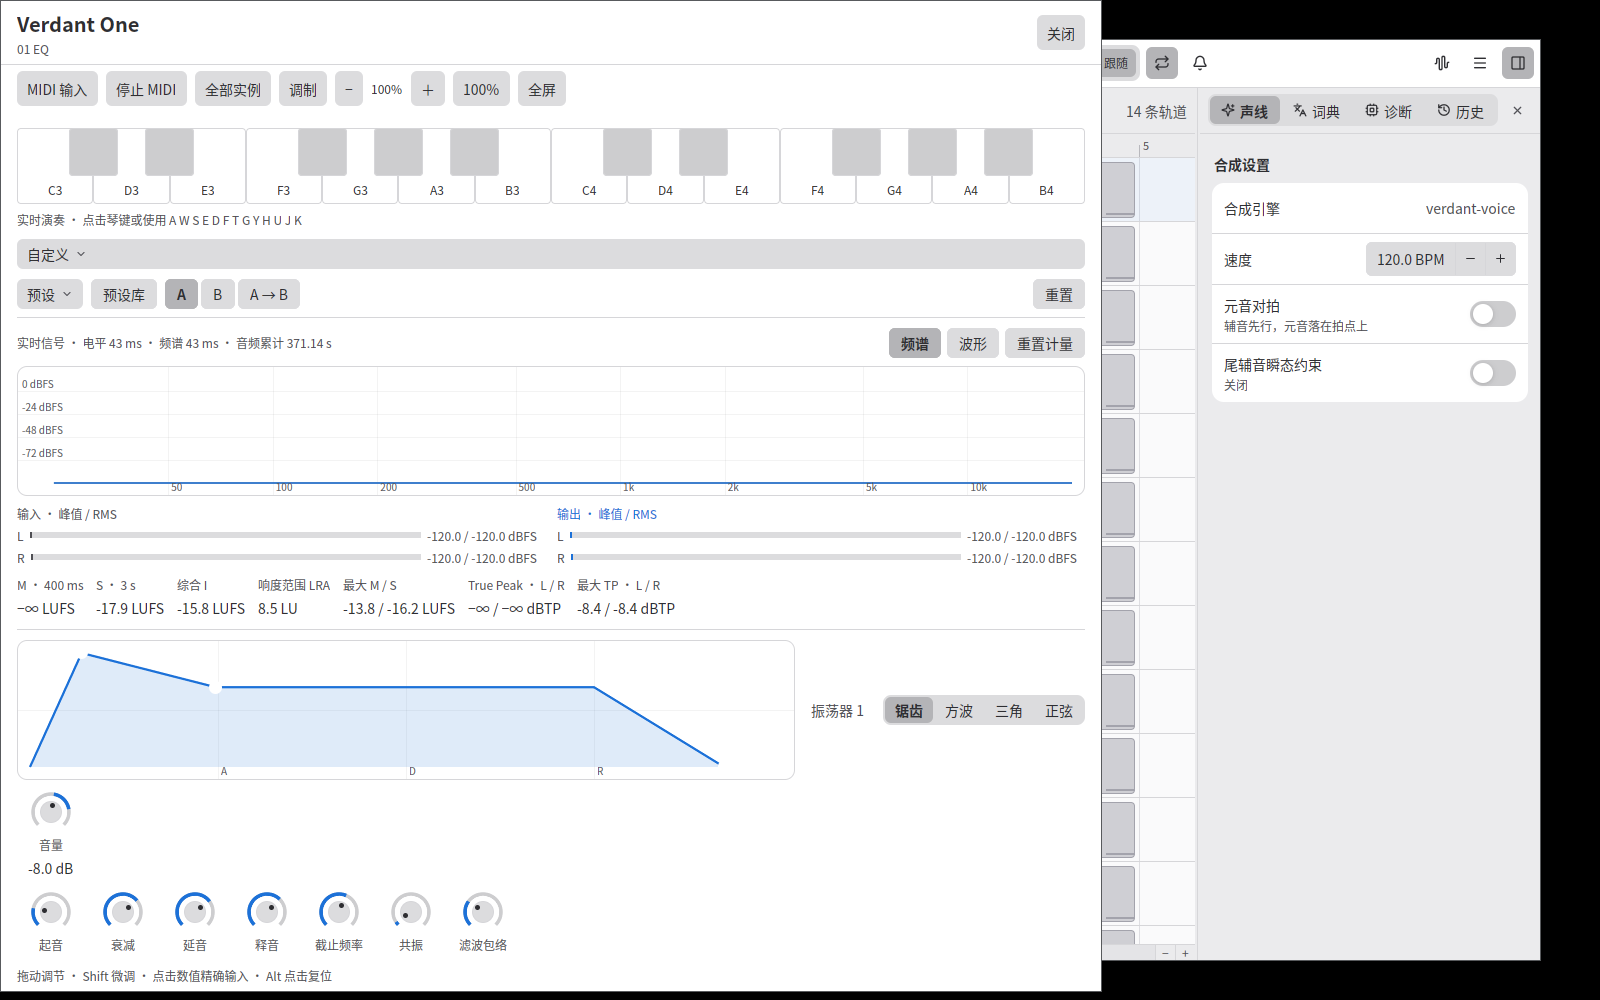 Verdant One
01 EQ
关闭
MIDI 输入
停止 MIDI
全部实例
调制
−
100%
+
100%
全屏
C3
D3
E3
F3
G3
A3
B3
C4
D4
E4
F4
G4
A4
B4
实时演奏 • 点击琴键或使用 A W S E D F T G Y H U J K
自定义
预设
预设库
A
B
A → B
重置
实时信号 • 电平 43 ms • 频谱 43 ms • 音频累计 371.14 s
频谱
波形
重置计量
0 dBFS
-24 dBFS
-48 dBFS
-72 dBFS
50
100
200
500
1k
2k
5k
10k
输入 • 峰值 / RMS
L
-120.0 / -120.0 dBFS
R
-120.0 / -120.0 dBFS
输出 • 峰值 / RMS
L
-120.0 / -120.0 dBFS
R
-120.0 / -120.0 dBFS
M • 400 ms
−∞ LUFS
S • 3 s
-17.9 LUFS
综合 I
-15.8 LUFS
响度范围 LRA
8.5 LU
最大 M / S
-13.8 / -16.2 LUFS
True Peak • L / R
−∞ / −∞ dBTP
最大 TP • L / R
-8.4 / -8.4 dBTP
A
D
R
振荡器 1
锯齿
方波
三角
正弦
音量
-8.0 dB
起音
衰减
延音
释音
截止频率
共振
滤波包络
拖动调节 • Shift 微调 • 点击数值精确输入 • Alt 点击复位
跟随
14 条轨道
5
−
+
声线
词典
诊断
历史
×
合成设置
合成引擎
verdant-voice
速度
120.0 BPM
−
+
元音对拍
辅音先行，元音落在拍点上
尾辅音瞬态约束
关闭